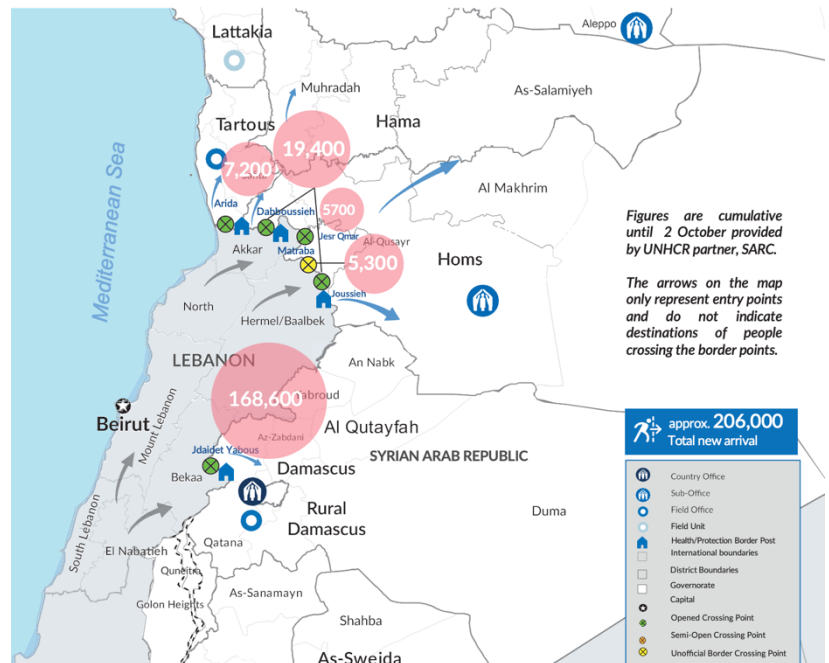 Aleppo
Lattakia
Muhradah
As-Salamiyeh
Tartous
Hama
19,400
7,200
Al Makhrim
Arida
Dabboussieh
5700
Jesr Qmar
Al-Qusayr
Akkar
Matraba
5,300
Homs
Joussieh
North
Hermel/Baalbek
Mediterranean Sea
LEBANON
An Nabk
168,600
Beirut
Mount Lebanon
Al Qutayfah
Az-Zabdani
Jdaidet Yabous
SYRIAN ARAB REPUBLIC
Bekaa
Damascus
Rural
Damascus
Duma
South Lebanon
El Nabatieh
Qatana
Quneitra
Golon Heights
As-Sanamayn
Shahba
As-Sweida
Figures are cumulative
until 2 October provided
by UNHCR partner, SARC.
The arrows on the map
only represent entry points
and do not indicate
destinations of people
crossing the border points.
approx. 206,000
Total new arrival
Country Office
Sub-Office
Field Office
Field Unit
Health/Protection Border Post
International boundaries
District Boundaries
Governorate
Capital
Opened Crossing Point
Semi-Open Crossing Point
Unofficial Border Crossing Point